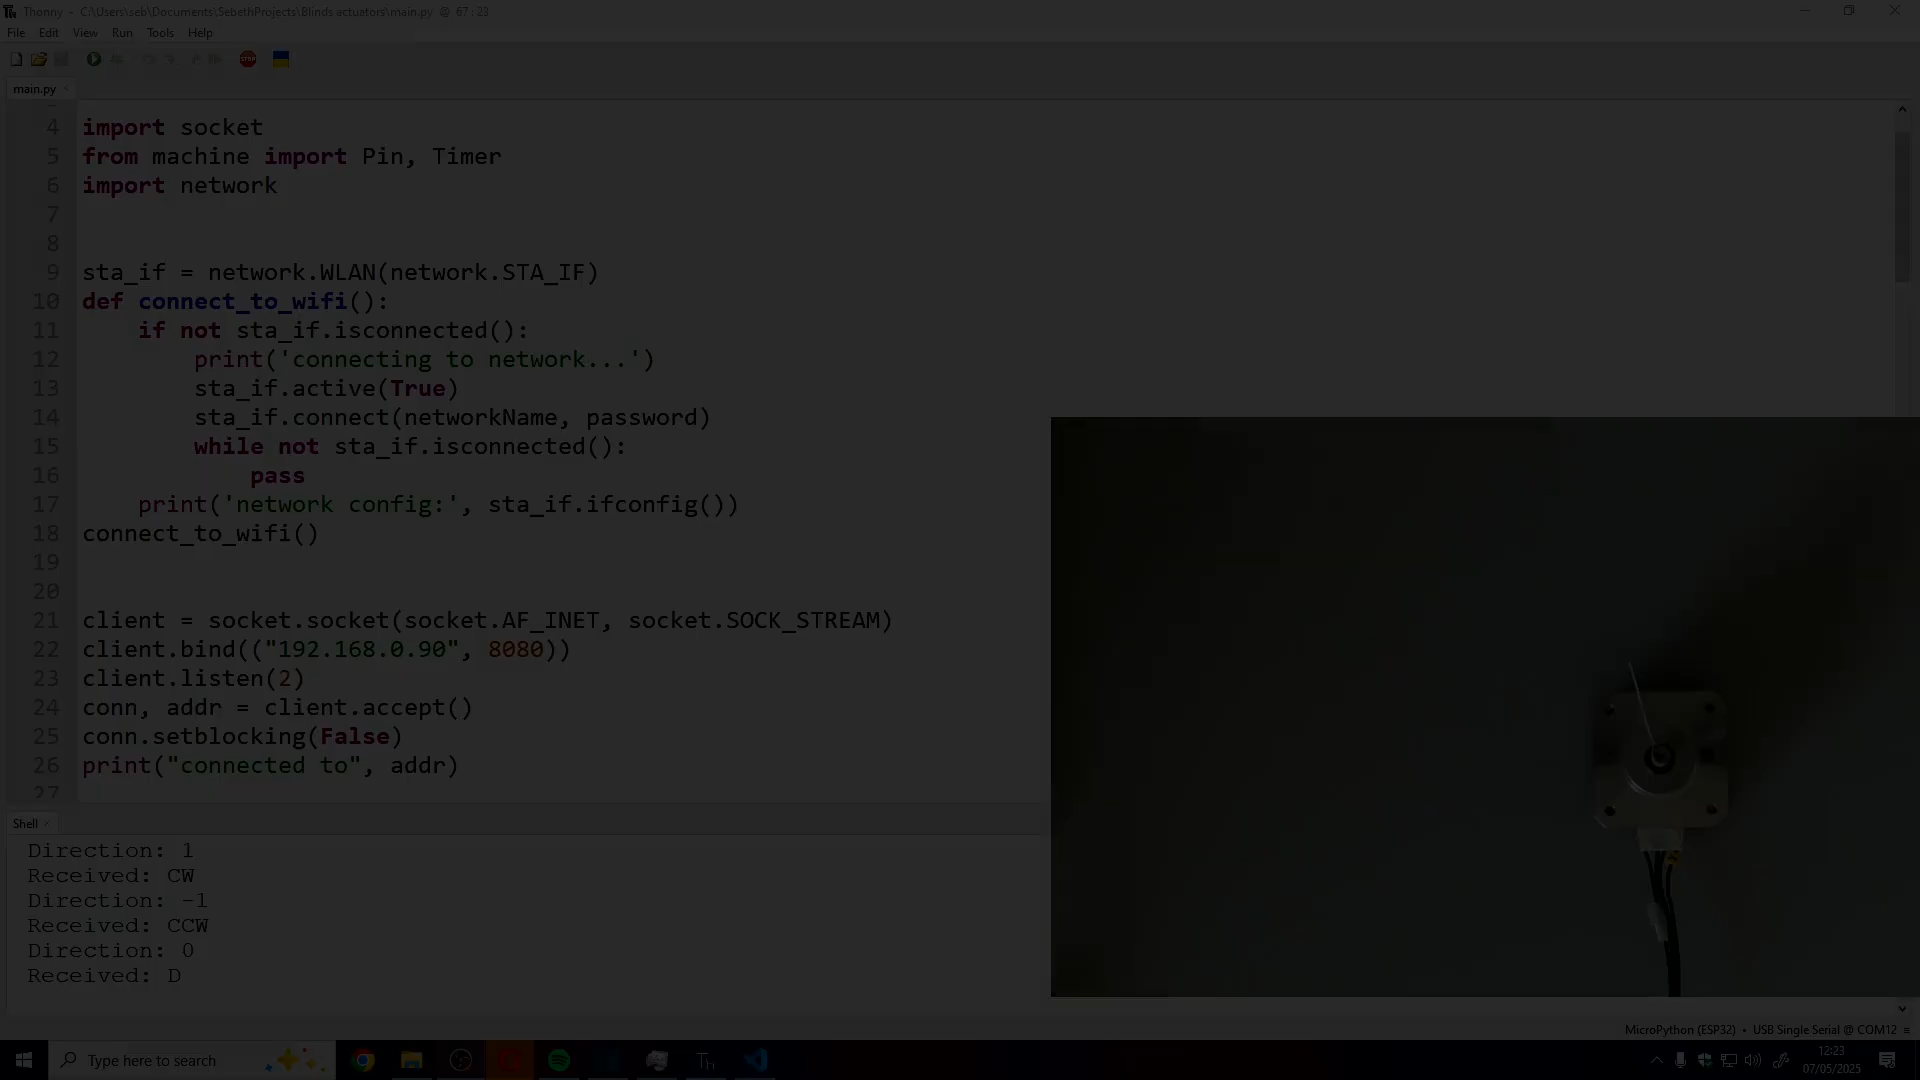 Thonny - C:\Users\seb\Documents\SebethProjects\Blinds actuators\main.py @ 67 : 23
File Edit View Run Tools Help
STOP
main.py
4 import socket
5 from machine import Pin, Timer
6 import network
7
8
9 sta_if = network.WLAN(network.STA_IF)
10 def connect_to_wifi():
11 if not sta_if.isconnected():
12 print('connecting to network...')
13 sta_if.active(True)
14 sta_if.connect(networkName, password)
15 while not sta_if.isconnected():
16 pass
17 print('network config:', sta_if.ifconfig())
18 connect_to_wifi()
19
20
21 client = socket.socket(socket.AF_INET, socket.SOCK_STREAM)
22 client.bind(("192.168.0.90", 8080))
23 client.listen(2)
24 conn, addr = client.accept()
25 conn.setblocking(False)
26 print("connected to", addr)
27
Shell
Direction: 1
Received: CW
Direction: -1
Received: CCW
Direction: 0
Received: D
MicroPython (ESP32) • USB Single Serial @ COM12
Type here to search
Th
12:23
07/05/2025